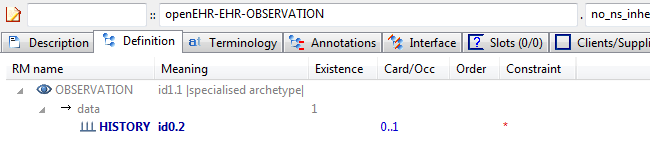 :: openEHR-EHR-OBSERVATION . no_ns_inhe
Description Definition Terminology Annotations Interface Slots (0/0) Clients/Suppli
RM name Meaning Existence Card/Occ Order Constraint
OBSERVATION id1.1 |specialised archetype|
data 1
HISTORY id0.2 0..1 *